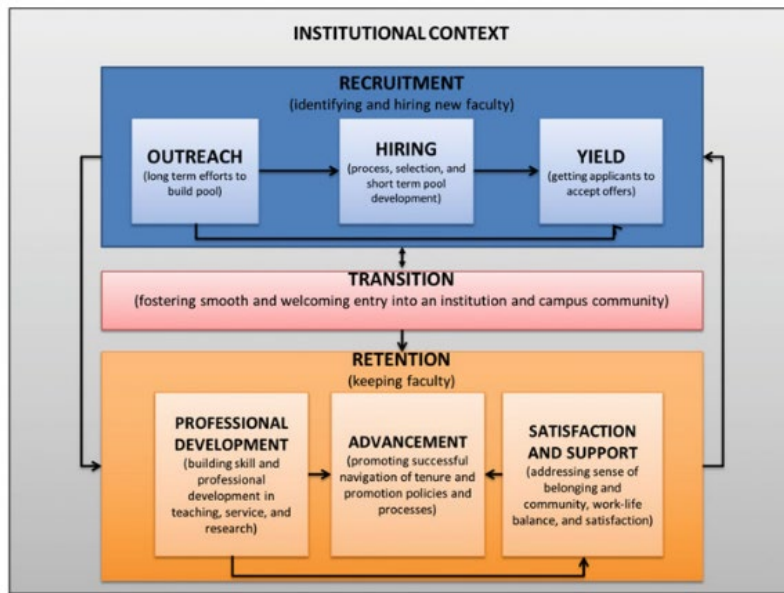 INSTITUTIONAL CONTEXT
RECRUITMENT
(identifying and hiring new faculty)
OUTREACH
(long term efforts to
build pool)
HIRING
(process, selection, and
short term pool
development)
YIELD
(getting applicants to
accept offers)
TRANSITION
(fostering smooth and welcoming entry into an institution and campus community)
RETENTION
(keeping faculty)
PROFESSIONAL
DEVELOPMENT
(building skill and
professional
development in
teaching, service, and
research)
ADVANCEMENT
(promoting successful
navigation of tenure
and promotion policies
and processes)
SATISFACTION
AND SUPPORT
(addressing sense of
belonging and
community, work-life
balance, and satisfaction)